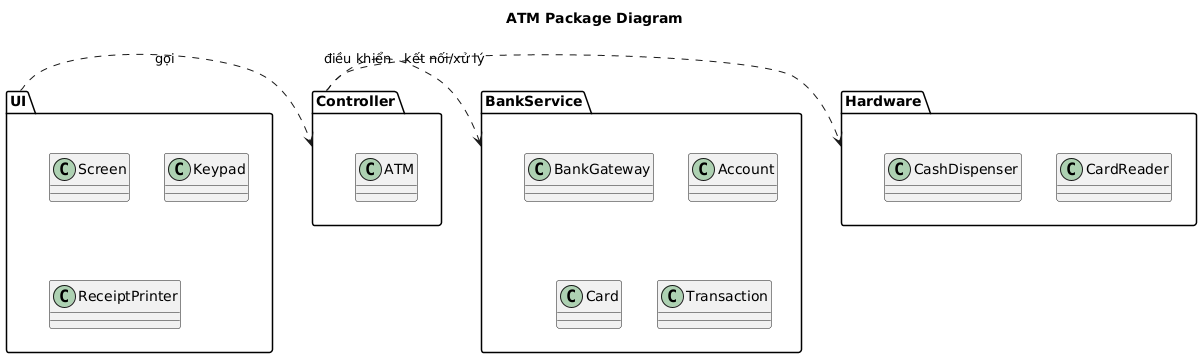 ATM Package Diagram
gọi
điều khiển
kết nối/xử lý
UI
Controller
BankService
Hardware
C Screen
C Keypad
C ATM
C BankGateway
C Account
C CashDispenser
C CardReader
C ReceiptPrinter
C Card
C Transaction